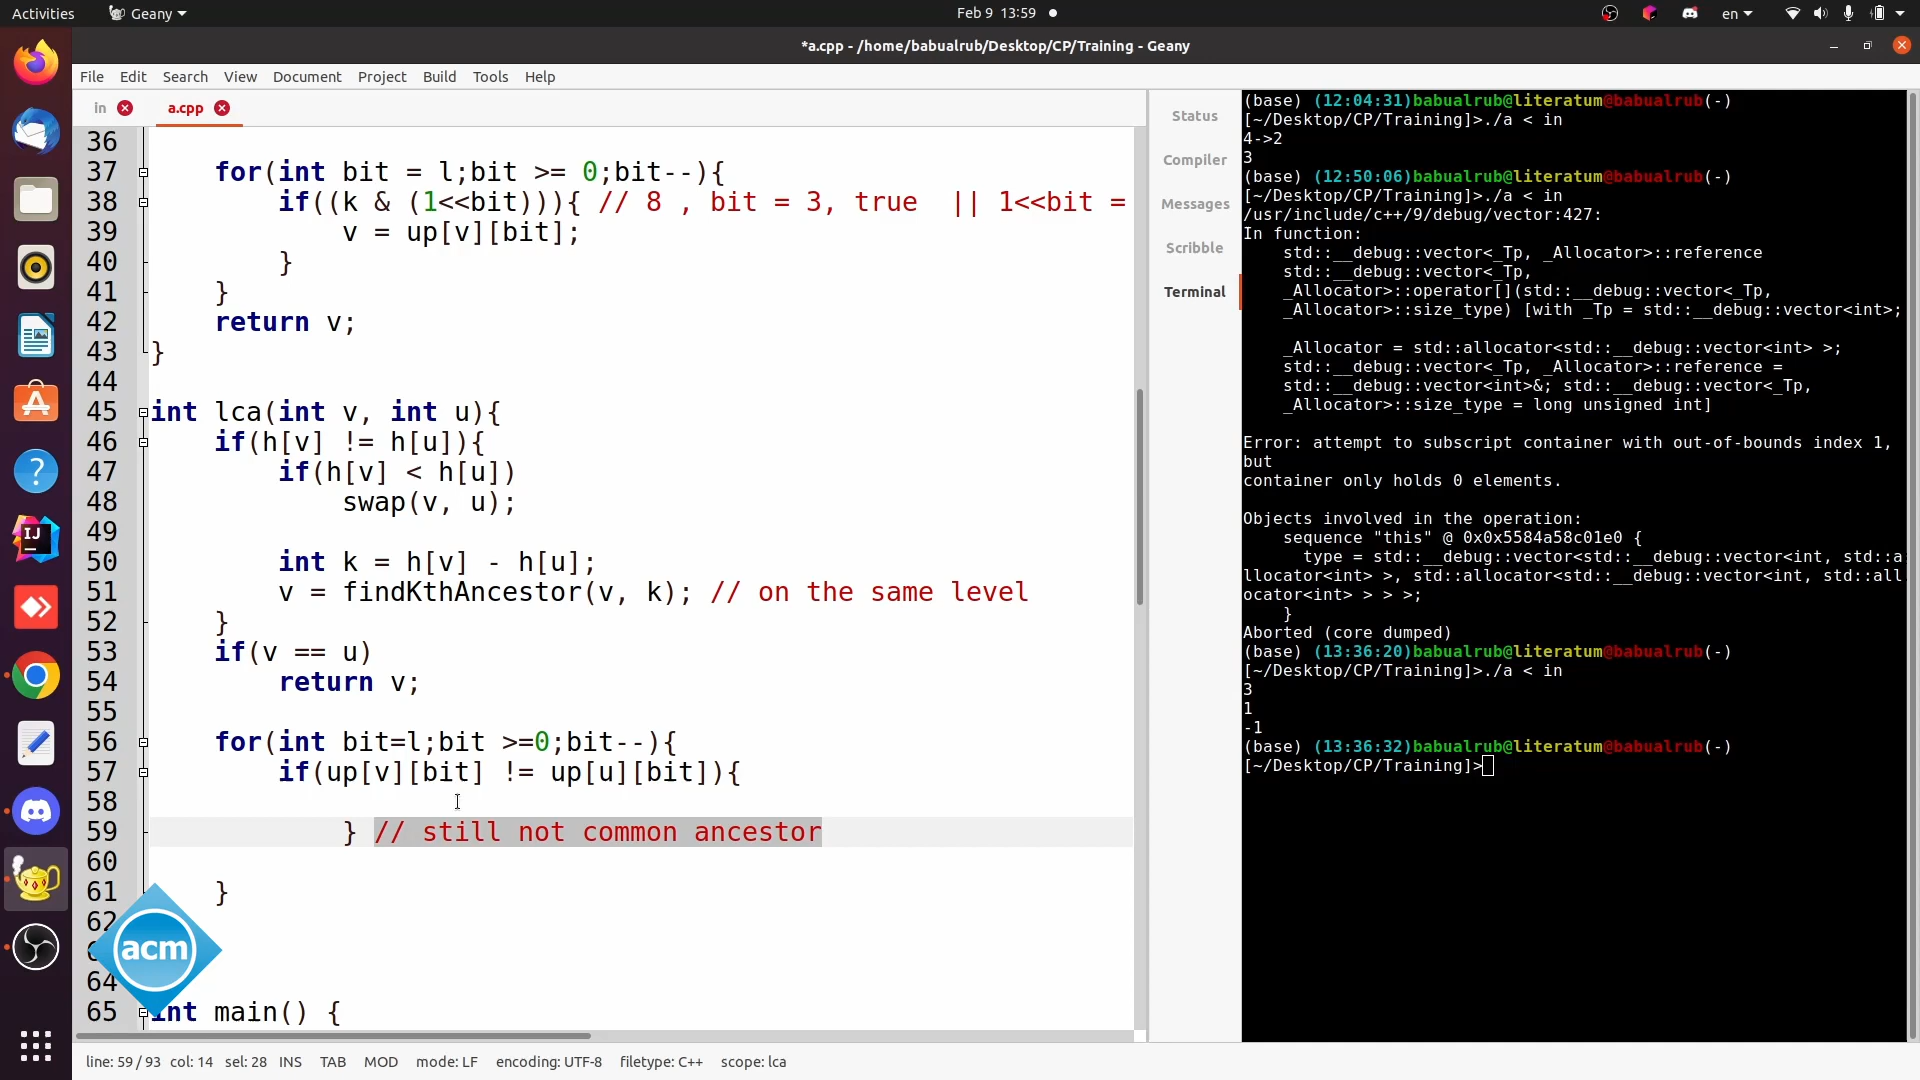 Activities Geany Feb 9 13:59 en
*a.cpp - /home/babualrub/Desktop/CP/Training - Geany
File Edit Search View Document Project Build Tools Help
in a.cpp
36
37 for(int bit = l;bit >= 0;bit--){
38 if((k & (1<<bit))){ // 8 , bit = 3, true || 1<<bit =
39 v = up[v][bit];
40 }
41 }
42 return v;
43 }
44
45 int lca(int v, int u){
46 if(h[v] != h[u]){
47 if(h[v] < h[u])
48 swap(v, u);
49
50 int k = h[v] - h[u];
51 v = findKthAncestor(v, k); // on the same level
52 }
53 if(v == u)
54 return v;
55
56 for(int bit=l;bit >=0;bit--){
57 if(up[v][bit] != up[u][bit]){
58
59 } // still not common ancestor
60
61 }
62
64
65 int main() {
acm
line: 59 / 93 col: 14 sel: 28 INS TAB MOD mode: LF encoding: UTF-8 filetype: C++ scope: lca
Status
Compiler
Messages
Scribble
Terminal
(base) (12:04:31)babualrub@literatum@babualrub(-)
[~/Desktop/CP/Training]>./a < in
4->2
3
(base) (12:50:06)babualrub@literatum@babualrub(-)
[~/Desktop/CP/Training]>./a < in
/usr/include/c++/9/debug/vector:427:
In function:
std::__debug::vector<_Tp, _Allocator>::reference
std::__debug::vector<_Tp,
_Allocator>::operator[](std::__debug::vector<_Tp,
_Allocator>::size_type) [with _Tp = std::__debug::vector<int>;
_Allocator = std::allocator<std::__debug::vector<int> >;
std::__debug::vector<_Tp, _Allocator>::reference =
std::__debug::vector<int>&; std::__debug::vector<_Tp,
_Allocator>::size_type = long unsigned int]
Error: attempt to subscript container with out-of-bounds index 1,
but
container only holds 0 elements.
Objects involved in the operation:
sequence "this" @ 0x0x5584a58c01e0 {
type = std::__debug::vector<std::__debug::vector<int, std::a
llocator<int> >, std::allocator<std::__debug::vector<int, std::all
ocator<int> > > >;
}
Aborted (core dumped)
(base) (13:36:20)babualrub@literatum@babualrub(-)
[~/Desktop/CP/Training]>./a < in
3
1
-1
(base) (13:36:32)babualrub@literatum@babualrub(-)
[~/Desktop/CP/Training]>